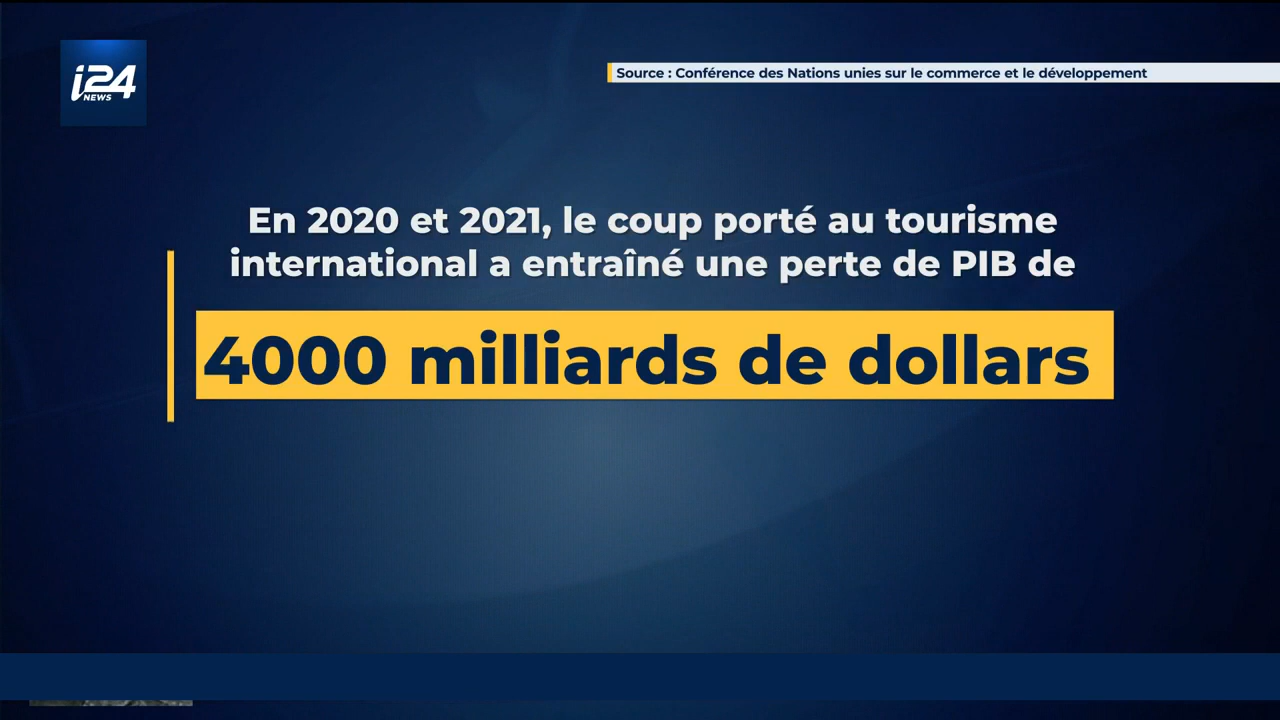 i24
NEWS
Source : Conférence des Nations unies sur le commerce et le développement
En 2020 et 2021, le coup porté au tourisme
international a entraîné une perte de PIB de
4000 milliards de dollars